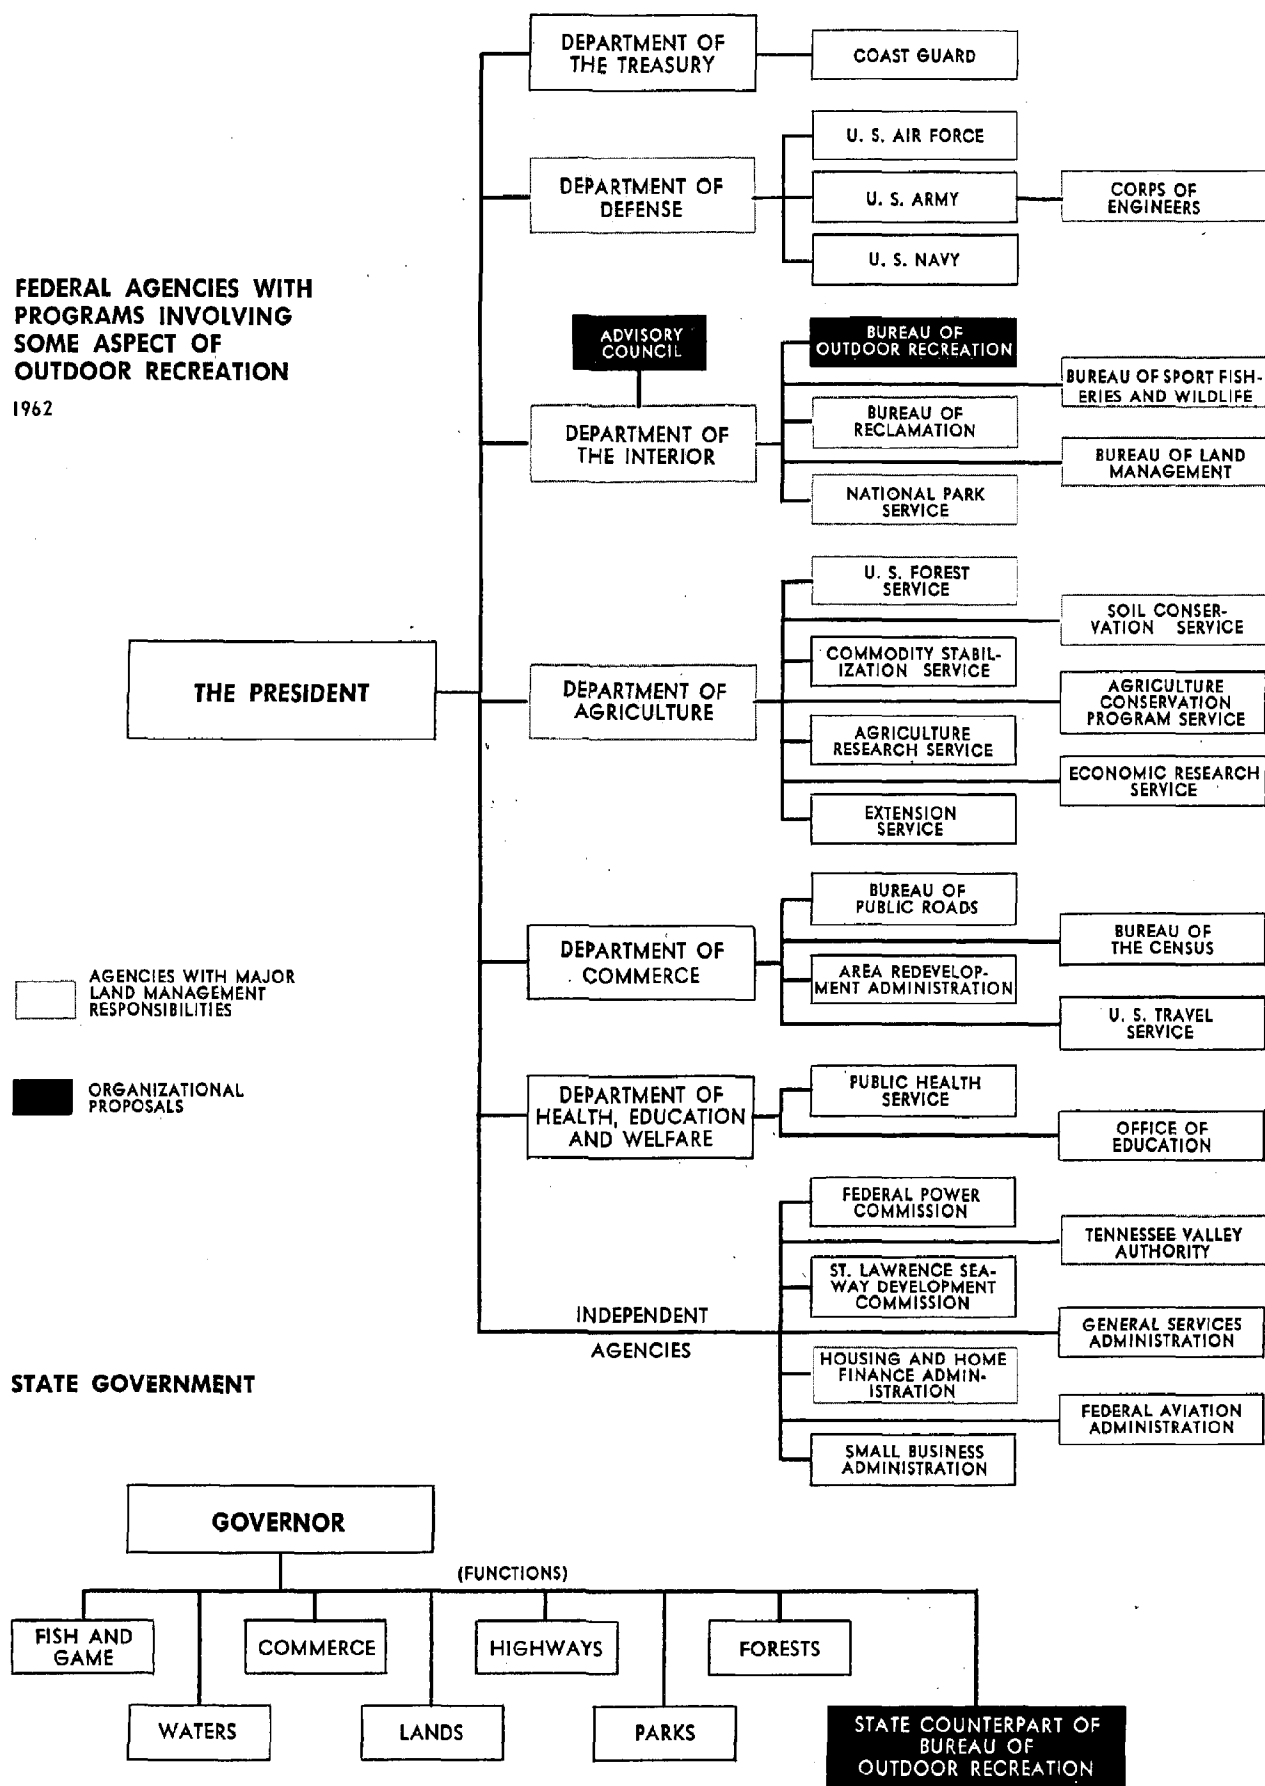 DEPARTMENT OF
THE TREASURY
COAST GUARD
U. S. AIR FORCE
DEPARTMENT OF
DEFENSE
U. S. ARMY
CORPS OF
ENGINEERS
U. S. NAVY
FEDERAL AGENCIES WITH
PROGRAMS INVOLVING
SOME ASPECT OF
OUTDOOR RECREATION
1962
ADVISORY
COUNCIL
BUREAU OF
OUTDOOR RECREATION
BUREAU OF SPORT FISH-
ERIES AND WILDLIFE
DEPARTMENT OF
THE INTERIOR
BUREAU OF
RECLAMATION
BUREAU OF LAND
MANAGEMENT
NATIONAL PARK
SERVICE
U. S. FOREST
SERVICE
SOIL CONSER-
VATION SERVICE
THE PRESIDENT
DEPARTMENT OF
AGRICULTURE
COMMODITY STABIL-
IZATION SERVICE
AGRICULTURE
CONSERVATION
PROGRAM SERVICE
AGRICULTURE
RESEARCH SERVICE
ECONOMIC RESEARCH
SERVICE
EXTENSION
SERVICE
BUREAU OF
PUBLIC ROADS
DEPARTMENT OF
COMMERCE
BUREAU OF
THE CENSUS
AREA REDEVELOP-
MENT ADMINISTRATION
U. S. TRAVEL
SERVICE
AGENCIES WITH MAJOR
LAND MANAGEMENT
RESPONSIBILITIES
ORGANIZATIONAL
PROPOSALS
DEPARTMENT OF
HEALTH, EDUCATION
AND WELFARE
PUBLIC HEALTH
SERVICE
OFFICE OF
EDUCATION
FEDERAL POWER
COMMISSION
TENNESSEE VALLEY
AUTHORITY
ST. LAWRENCE SEA-
WAY DEVELOPMENT
COMMISSION
INDEPENDENT
AGENCIES
GENERAL SERVICES
ADMINISTRATION
HOUSING AND HOME
FINANCE ADMIN-
ISTRATION
FEDERAL AVIATION
ADMINISTRATION
SMALL BUSINESS
ADMINISTRATION
STATE GOVERNMENT
GOVERNOR
(FUNCTIONS)
FISH AND
GAME
COMMERCE
HIGHWAYS
FORESTS
WATERS
LANDS
PARKS
STATE COUNTERPART OF
BUREAU OF
OUTDOOR RECREATION